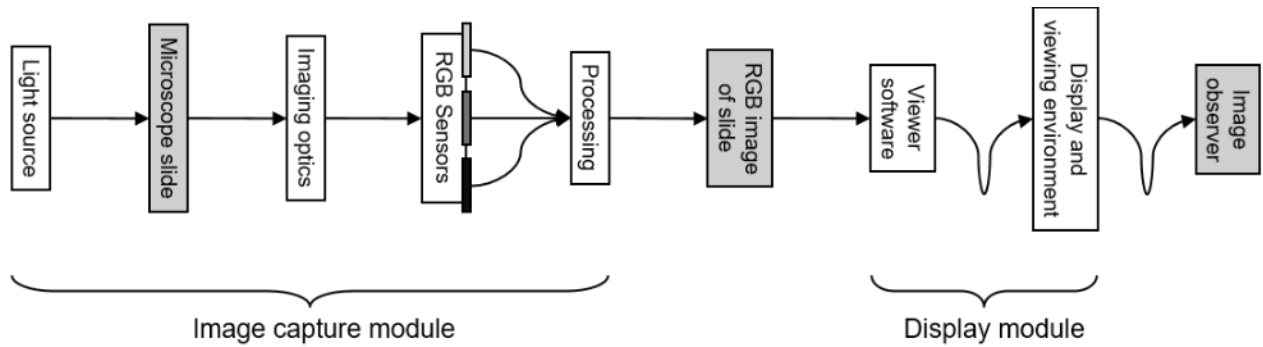 Light source
Microscope slide
Imaging optics
RGB Sensors
Processing
RGB image
of slide
Viewer
software
Display and
viewing environment
Image
observer
Image capture module
Display module